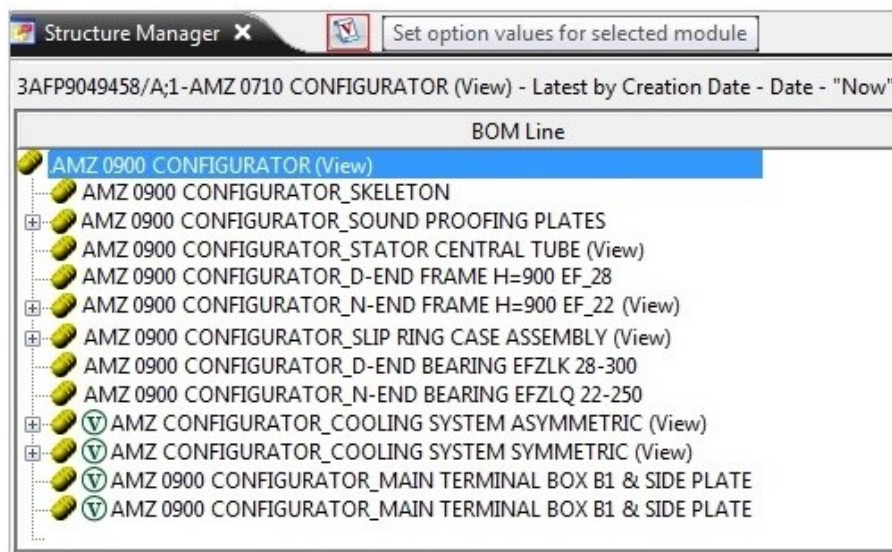 Structure Manager
Set option values for selected module
3AFP9049458/A;1-AMZ 0710 CONFIGURATOR (View) - Latest by Creation Date - Date - "Now"
BOM Line
AMZ 0900 CONFIGURATOR (View)
AMZ 0900 CONFIGURATOR_SKELETON
AMZ 0900 CONFIGURATOR_SOUND PROOFING PLATES
AMZ 0900 CONFIGURATOR_STATOR CENTRAL TUBE (View)
AMZ 0900 CONFIGURATOR_D-END FRAME H=900 EF_28
AMZ 0900 CONFIGURATOR_N-END FRAME H=900 EF_22 (View)
AMZ 0900 CONFIGURATOR_SLIP RING CASE ASSEMBLY (View)
AMZ 0900 CONFIGURATOR_D-END BEARING EFZLK 28-300
AMZ 0900 CONFIGURATOR_N-END BEARING EFZLQ 22-250
V AMZ CONFIGURATOR_COOLING SYSTEM ASYMMETRIC (View)
V AMZ CONFIGURATOR_COOLING SYSTEM SYMMETRIC (View)
V AMZ 0900 CONFIGURATOR_MAIN TERMINAL BOX B1 & SIDE PLATE
V AMZ 0900 CONFIGURATOR_MAIN TERMINAL BOX B1 & SIDE PLATE